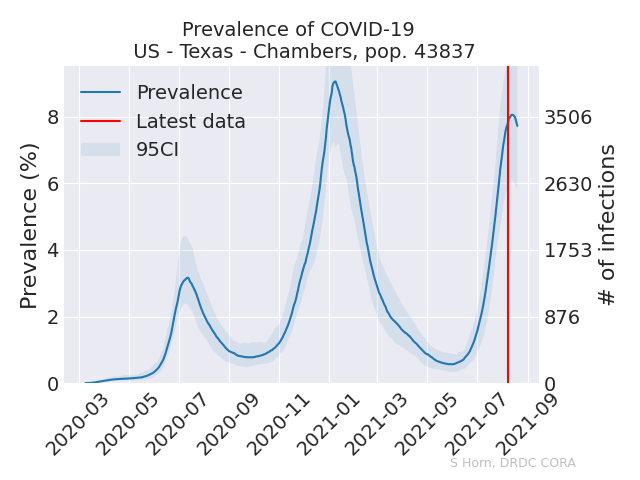 Prevalence of COVID-19
US - Texas - Chambers, pop. 43837
Prevalence
Latest data
95CI
Prevalence (%)
8
6
4
2
0
# of infections
3506
2630
1753
876
0
2020-03
2020-05
2020-07
2020-09
2020-11
2021-01
2021-03
2021-05
2021-07
2021-09
S Horn, DRDC CORA